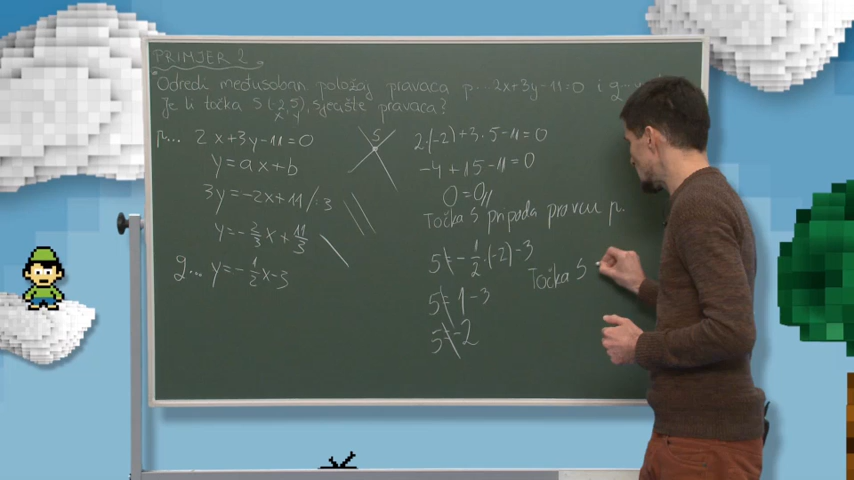 PRIMJER 2.
Odredi međusoban položaj pravaca p... 2x+3y-11=0 i g...
Je li točka S(-2,5) sjecište pravaca?
x y
p... 2x+3y-11=0
y=ax+b
3y=-2x+11/:3
y=-2/3x+11/3
g... y=-1/2x-3
S
2·(-2)+3·5-11=0
-4+15-11=0
0=0//
Točka S pripada pravcu p.
5≠-1/2·(-2)-3
5≠1-3
5≠-2
Točka S